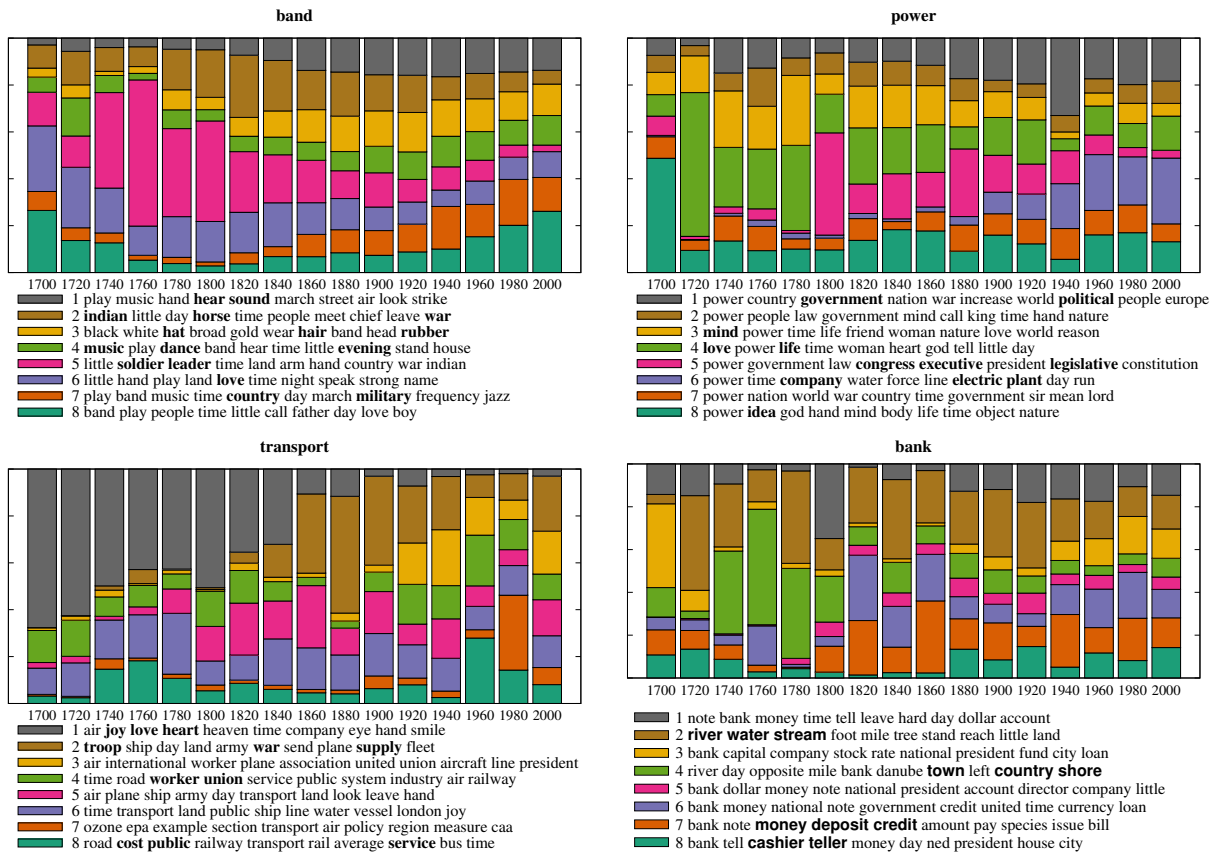 band
1700 1720 1740 1760 1780 1800 1820 1840 1860 1880 1900 1920 1940 1960 1980 2000
1 play music hand hear sound march street air look strike
2 indian little day horse time people meet chief leave war
3 black white hat broad gold wear hair band head rubber
4 music play dance band hear time little evening stand house
5 little soldier leader time land arm hand country war indian
6 little hand play land love time night speak strong name
7 play band music time country day march military frequency jazz
8 band play people time little call father day love boy
power
1700 1720 1740 1760 1780 1800 1820 1840 1860 1880 1900 1920 1940 1960 1980 2000
1 power country government nation war increase world political people europe
2 power people law government mind call king time hand nature
3 mind power time life friend woman nature love world reason
4 love power life time woman heart god tell little day
5 power government law congress executive president legislative constitution
6 power time company water force line electric plant day run
7 power nation world war country time government sir mean lord
8 power idea god hand mind body life time object nature
transport
1700 1720 1740 1760 1780 1800 1820 1840 1860 1880 1900 1920 1940 1960 1980 2000
1 air joy love heart heaven time company eye hand smile
2 troop ship day land army war send plane supply fleet
3 air international worker plane association united union aircraft line president
4 time road worker union service public system industry air railway
5 air plane ship army day transport land look leave hand
6 time transport land public ship line water vessel london joy
7 ozone epa example section transport air policy region measure caa
8 road cost public railway transport rail average service bus time
bank
1700 1720 1740 1760 1780 1800 1820 1840 1860 1880 1900 1920 1940 1960 1980 2000
1 note bank money time tell leave hard day dollar account
2 river water stream foot mile tree stand reach little land
3 bank capital company stock rate national president fund city loan
4 river day opposite mile bank danube town left country shore
5 bank dollar money note national president account director company little
6 bank money national note government credit united time currency loan
7 bank note money deposit credit amount pay species issue bill
8 bank tell cashier teller money day ned president house city